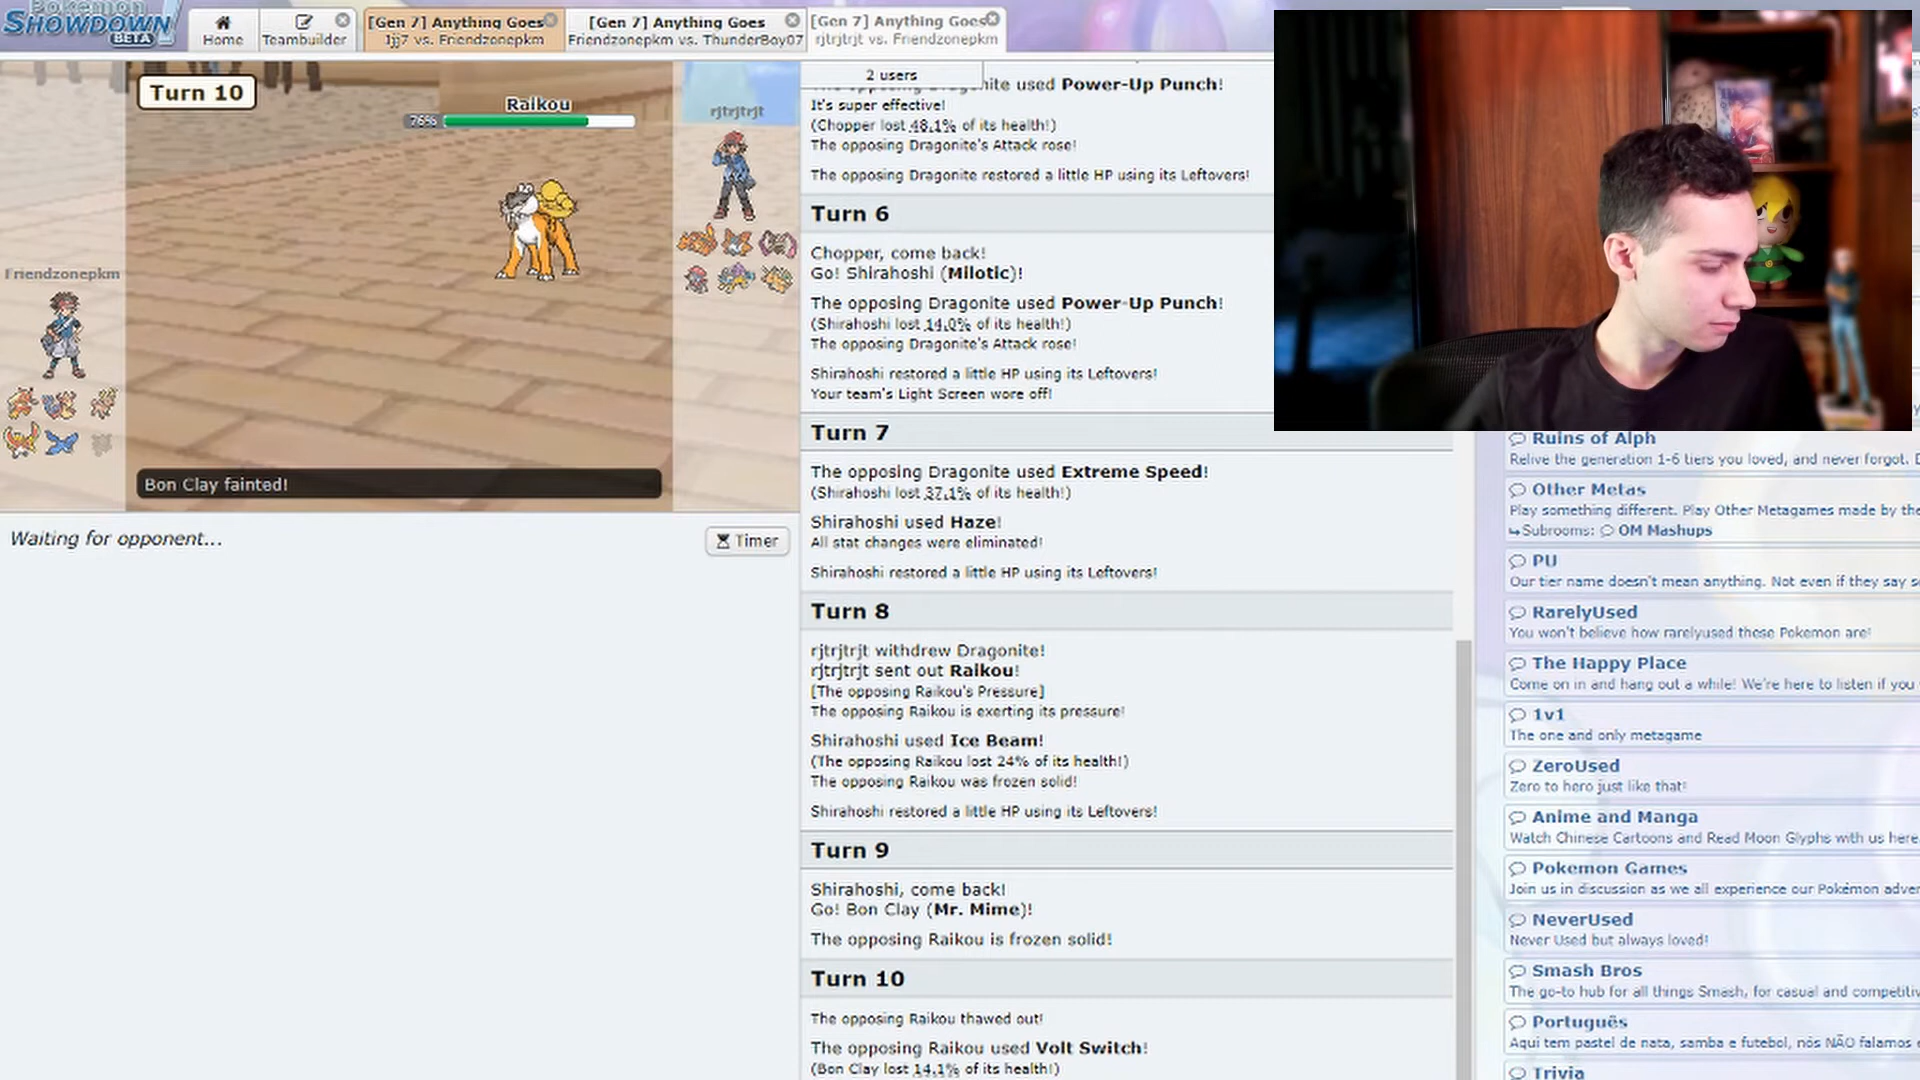 Pokemon
SHOWDOWN!
BETA
Home
Teambuilder
[Gen 7] Anything Goes
Ijj7 vs. Friendzonepkm
[Gen 7] Anything Goes
Friendzonepkm vs. ThunderBoy07
[Gen 7] Anything Goes
rjtrjtrjt vs. Friendzonepkm
Turn 10
Raikou
76%
rjtrjtrjt
Friendzonepkm
Bon Clay fainted!
Waiting for opponent...
Timer
2 users
nite used Power-Up Punch!
It's super effective!
(Chopper lost 48.1% of its health!)
The opposing Dragonite's Attack rose!
The opposing Dragonite restored a little HP using its Leftovers!
Turn 6
Chopper, come back!
Go! Shirahoshi (Milotic)!
The opposing Dragonite used Power-Up Punch!
(Shirahoshi lost 14.0% of its health!)
The opposing Dragonite's Attack rose!
Shirahoshi restored a little HP using its Leftovers!
Your team's Light Screen wore off!
Turn 7
The opposing Dragonite used Extreme Speed!
(Shirahoshi lost 37.1% of its health!)
Shirahoshi used Haze!
All stat changes were eliminated!
Shirahoshi restored a little HP using its Leftovers!
Turn 8
rjtrjtrjt withdrew Dragonite!
rjtrjtrjt sent out Raikou!
[The opposing Raikou's Pressure]
The opposing Raikou is exerting its pressure!
Shirahoshi used Ice Beam!
(The opposing Raikou lost 24% of its health!)
The opposing Raikou was frozen solid!
Shirahoshi restored a little HP using its Leftovers!
Turn 9
Shirahoshi, come back!
Go! Bon Clay (Mr. Mime)!
The opposing Raikou is frozen solid!
Turn 10
The opposing Raikou thawed out!
The opposing Raikou used Volt Switch!
(Bon Clay lost 14.1% of its health!)
Ruins of Alph
Relive the generation 1-6 tiers you loved, and never forgot.
Other Metas
Play something different. Play Other Metagames made by the
Subrooms: OM Mashups
PU
Our tier name doesn't mean anything. Not even if they say
RarelyUsed
You won't believe how rarelyused these Pokemon are!
The Happy Place
Come on in and hang out a while! We're here to listen if you
1v1
The one and only metagame
ZeroUsed
Zero to hero just like that!
Anime and Manga
Watch Chinese Cartoons and Read Moon Glyphs with us here
Pokemon Games
Join us in discussion as we all experience our Pokémon
NeverUsed
Never Used but always loved!
Smash Bros
The go-to hub for all things Smash, for casual and
Português
Aqui tem pastel de nata, samba e futebol, nós NÃO falamos
Trivia